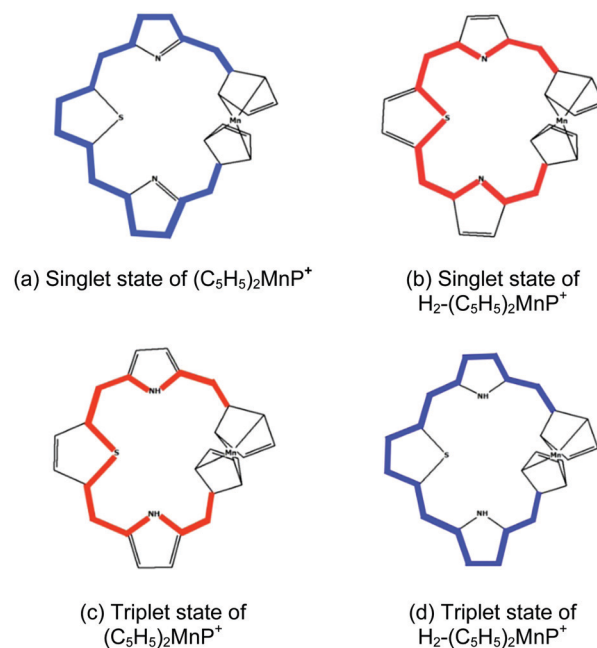 N
S
Mn
N
N
S
Mn
N
(a) Singlet state of (C₅H₅)₂MnP⁺
(b) Singlet state of
H₂-(C₅H₅)₂MnP⁺
NH
S
Mn
NH
NH
S
Mn
NH
(c) Triplet state of
(C₅H₅)₂MnP⁺
(d) Triplet state of
H₂-(C₅H₅)₂MnP⁺